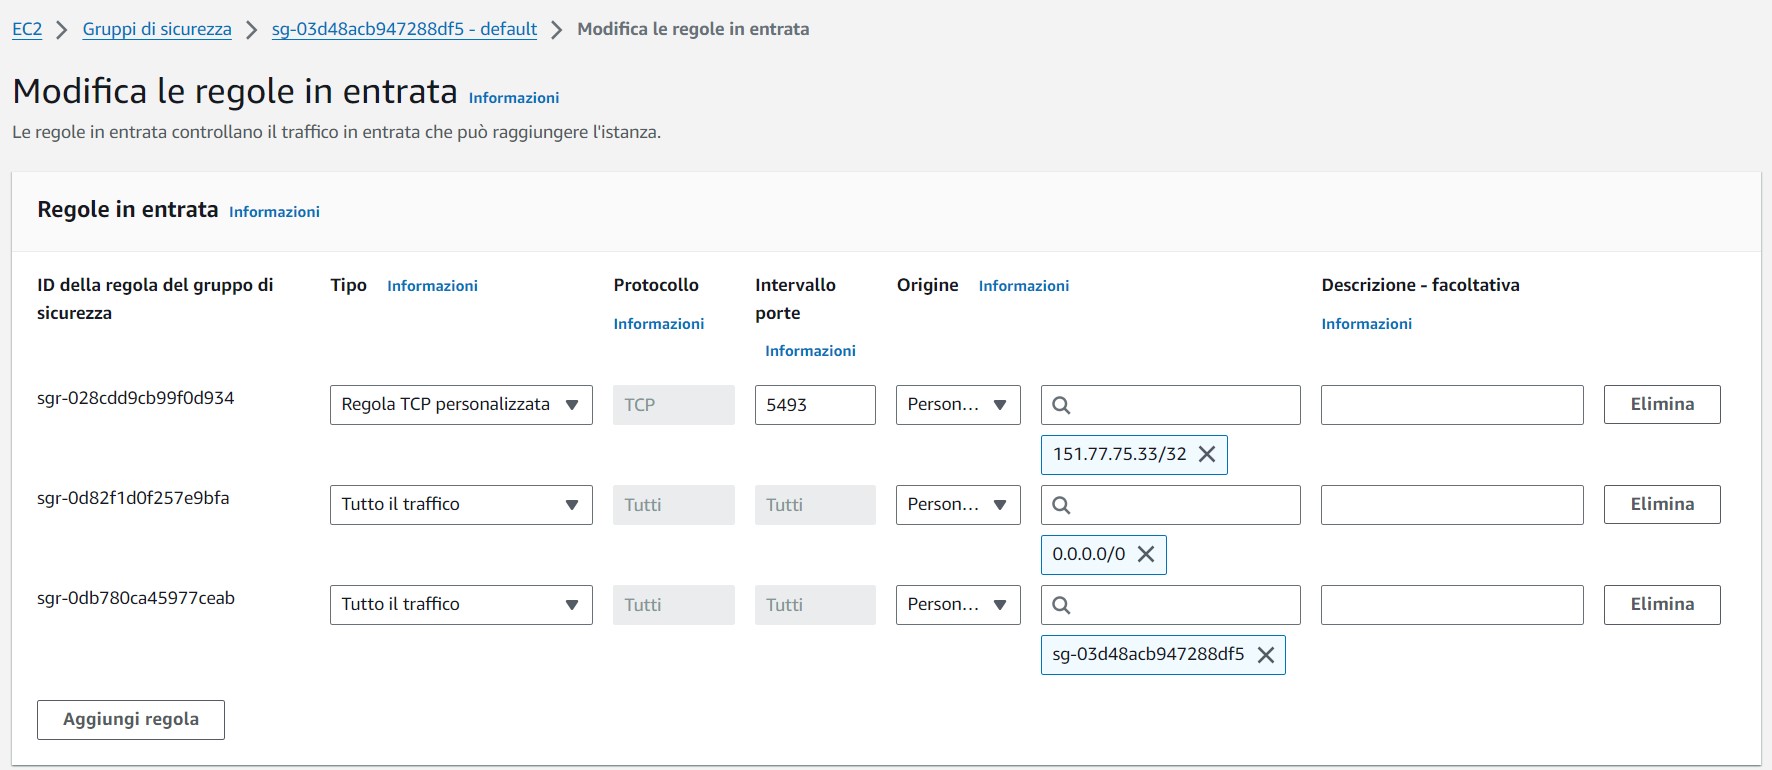 EC2 > Gruppi di sicurezza > sg-03d48acb947288df5 - default > Modifica le regole in entrata
Modifica le regole in entrata Informazioni
Le regole in entrata controllano il traffico in entrata che può raggiungere l'istanza.
Regole in entrata Informazioni
ID della regola del gruppo di
sicurezza
Tipo Informazioni
Protocollo
Informazioni
Intervallo
porte
Informazioni
Origine Informazioni
Descrizione - facoltativa
Informazioni
sgr-028cdd9cb99f0d934 Regola TCP personalizzata TCP 5493 Person... Elimina
151.77.75.33/32
sgr-0d82f1d0f257e9bfa Tutto il traffico Tutti Tutti Person... Elimina
0.0.0.0/0
sgr-0db780ca45977ceab Tutto il traffico Tutti Tutti Person... Elimina
sg-03d48acb947288df5
Aggiungi regola